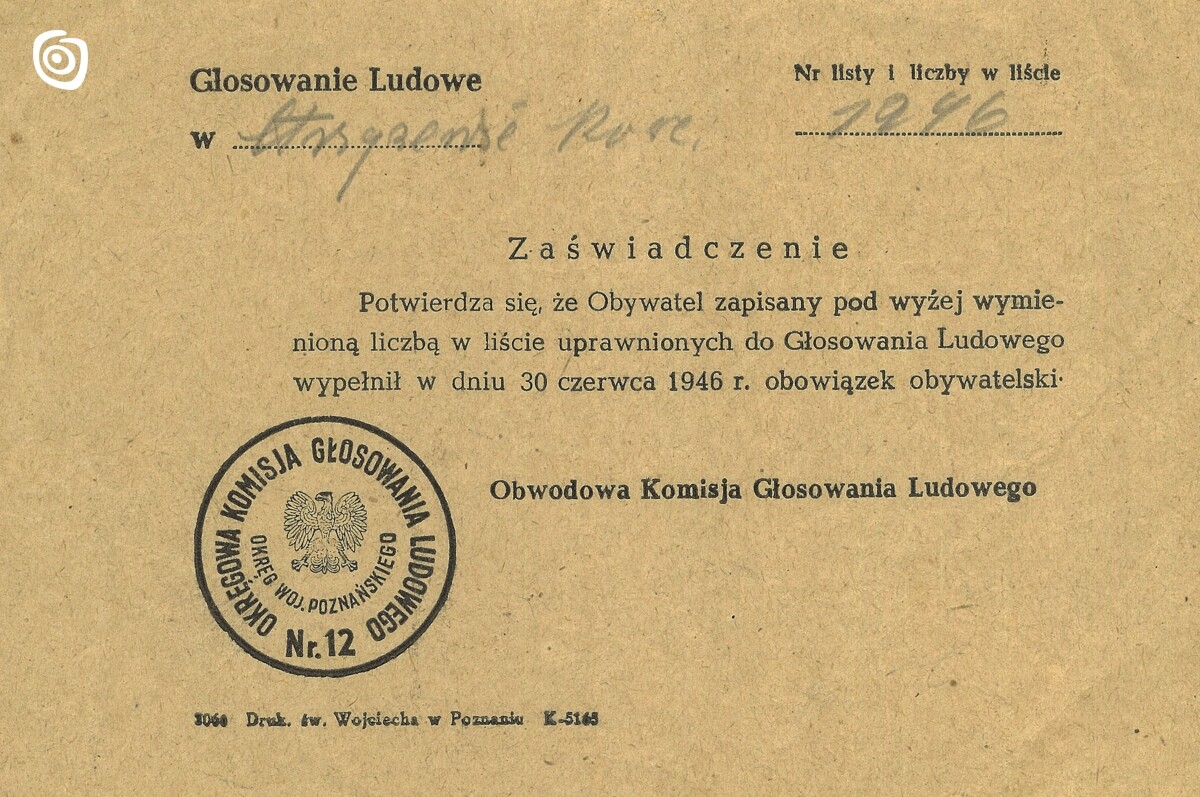 Głosowanie Ludowe
w
Nr listy i liczby w liście
1946
Zaświadczenie
Potwierdza się, że Obywatel zapisany pod wyżej wymie-
nioną liczbą w liście uprawnionych do Głosowania Ludowego
wypełnił w dniu 30 czerwca 1946 r. obowiązek obywatelski.
Obwodowa Komisja Głosowania Ludowego
OKRĘGOWA KOMISJA GŁOSOWANIA LUDOWEGO
OKRĘG WOJ. POZNAŃSKIEGO
Nr. 12
Druk. św. Wojciecha w Poznaniu K-5165